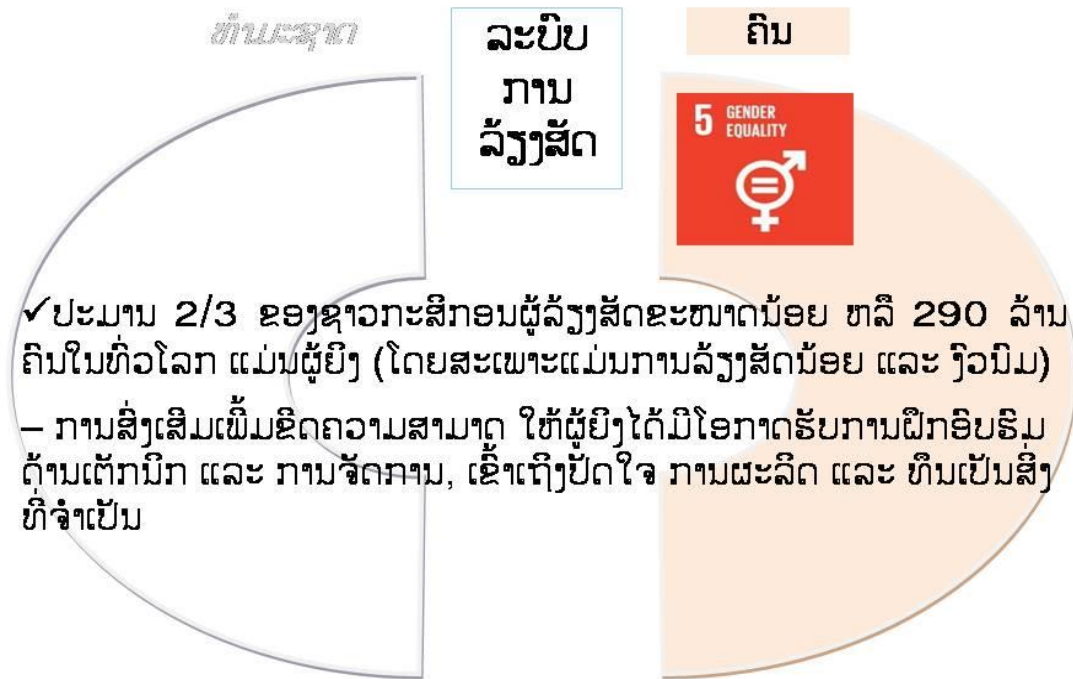 ທຳມະຊາດ
ລະບົບ
ການ
ລ້ຽງສັດ
ຄົນ
5 GENDER
EQUALITY
✓ປະມານ 2/3 ຂອງຊາວກະສິກອນຜູ້ລ້ຽງສັດຂະໜາດນ້ອຍ ຫລື 290 ລ້ານ
ຄົນໃນທົ່ວໂລກ ແມ່ນຜູ້ຍິງ (ໂດຍສະເພາະແມ່ນການລ້ຽງສັດນ້ອຍ ແລະ ງົວນົມ)
– ການສົ່ງເສີມເພີ້ມຂີດຄວາມສາມາດ ໃຫ້ຜູ້ຍິງໄດ້ມີໂອກາດຮັບການຝຶກອົບຮົມ
ດ້ານເຕັກນິກ ແລະ ການຈັດການ, ເຂົ້າເຖິງປັດໃຈ ການຜະລິດ ແລະ ທຶນເປັນສິ່ງ
ທີ່ຈຳເປັນ